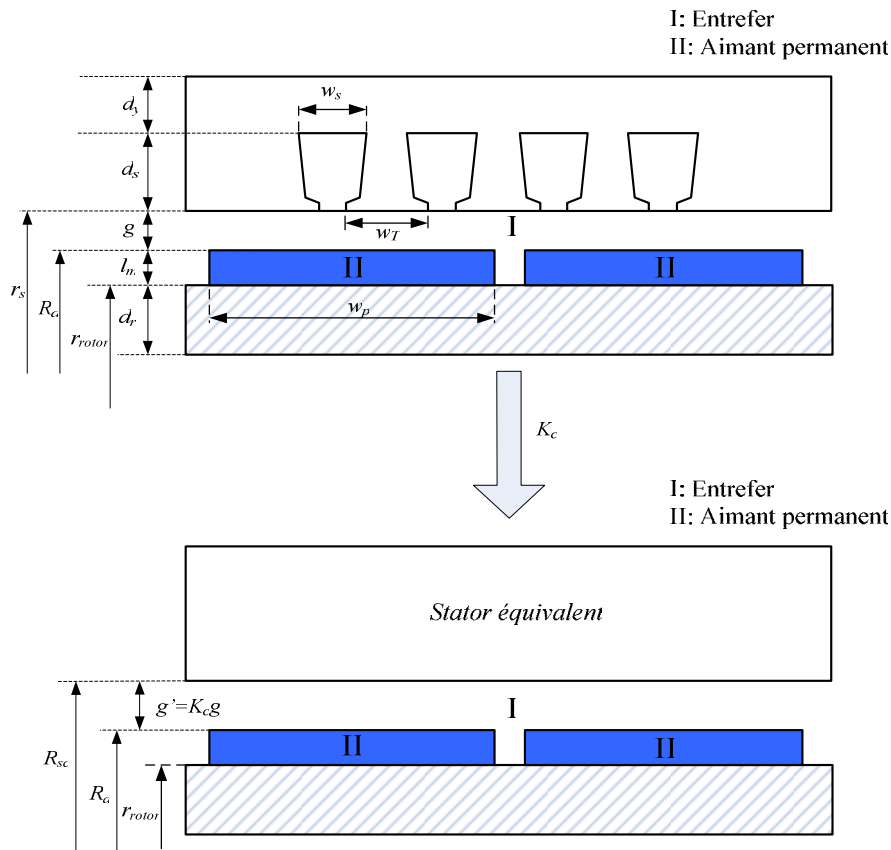 I: Entrefer
II: Aimant permanent
w_s
d_y
d_s
g
w_T
I
l_m
II
II
r_s
R_a
r_rotor
d_r
w_p
K_c
I: Entrefer
II: Aimant permanent
Stator équivalent
g'=K_cg
I
II
II
R_sc
R_a
r_rotor